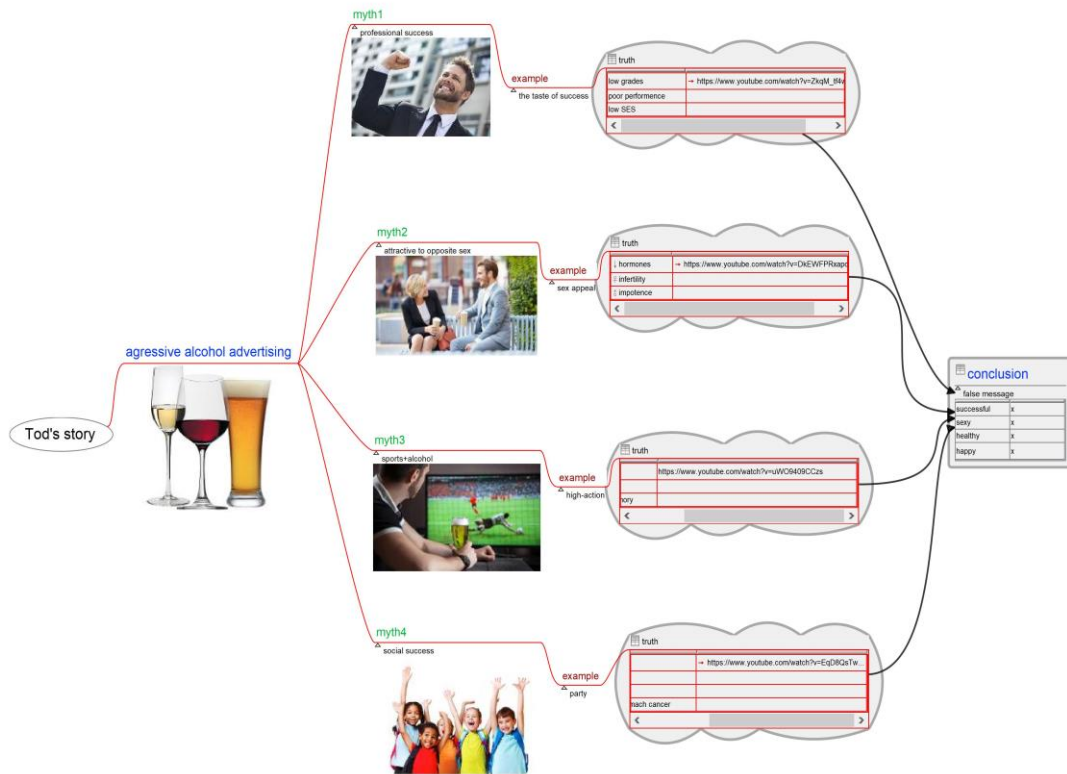 Tod's story
agressive alcohol advertising
myth1
professional success
example
the taste of success
truth
low grades → https://www.youtube.com/watch?v=ZkqM_tf4v
poor performence
low SES
myth2
attractive to opposite sex
example
sex appeal
truth
hormones → https://www.youtube.com/watch?v=DkEWFPRxapc
infertility
impotence
myth3
sports+alcohol
example
high-action
truth
https://www.youtube.com/watch?v=uWO9409CCzs
nory
myth4
social success
example
party
truth
→ https://www.youtube.com/watch?v=EqD8QsTw...
mach cancer
conclusion
false message
successful x
sexy x
healthy x
happy x